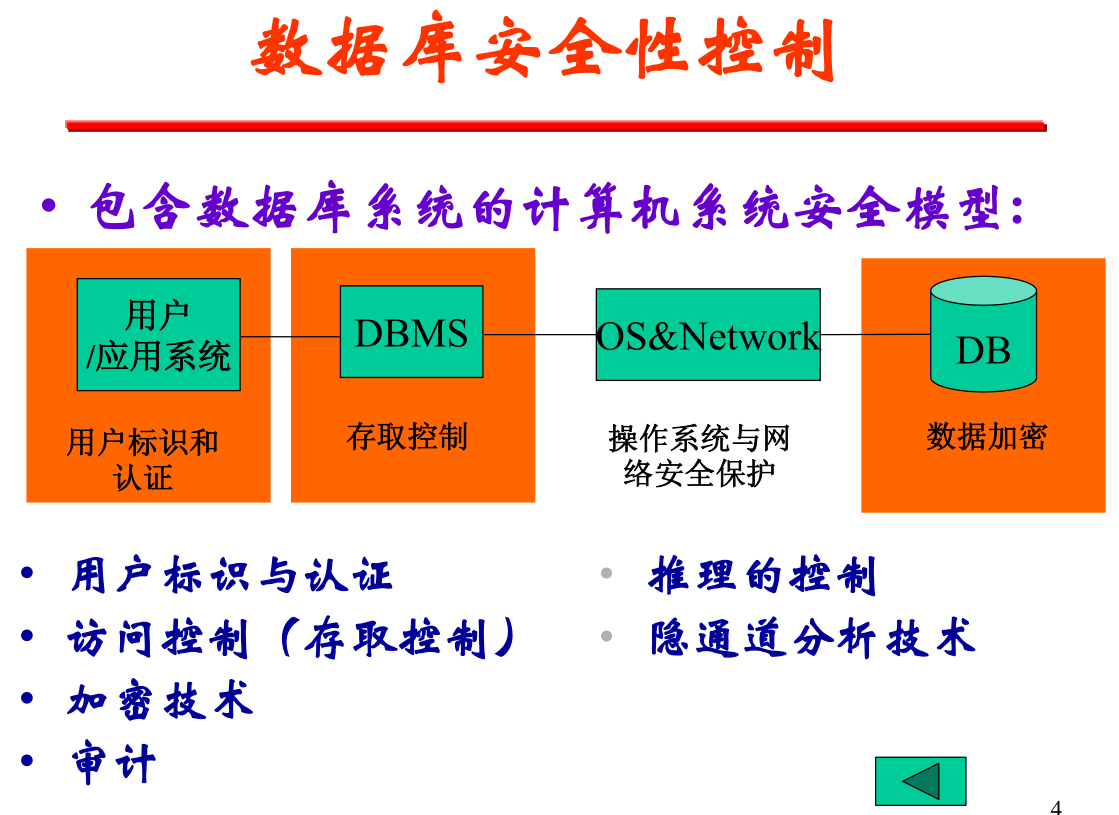 数据库安全性控制
• 包含数据库系统的计算机系统安全模型：
用户
/应用系统
DBMS
OS&Network
DB
用户标识和
认证
存取控制
操作系统与网
络安全保护
数据加密
• 用户标识与认证
• 访问控制（存取控制）
• 加密技术
• 审计
• 推理的控制
• 隐通道分析技术
4